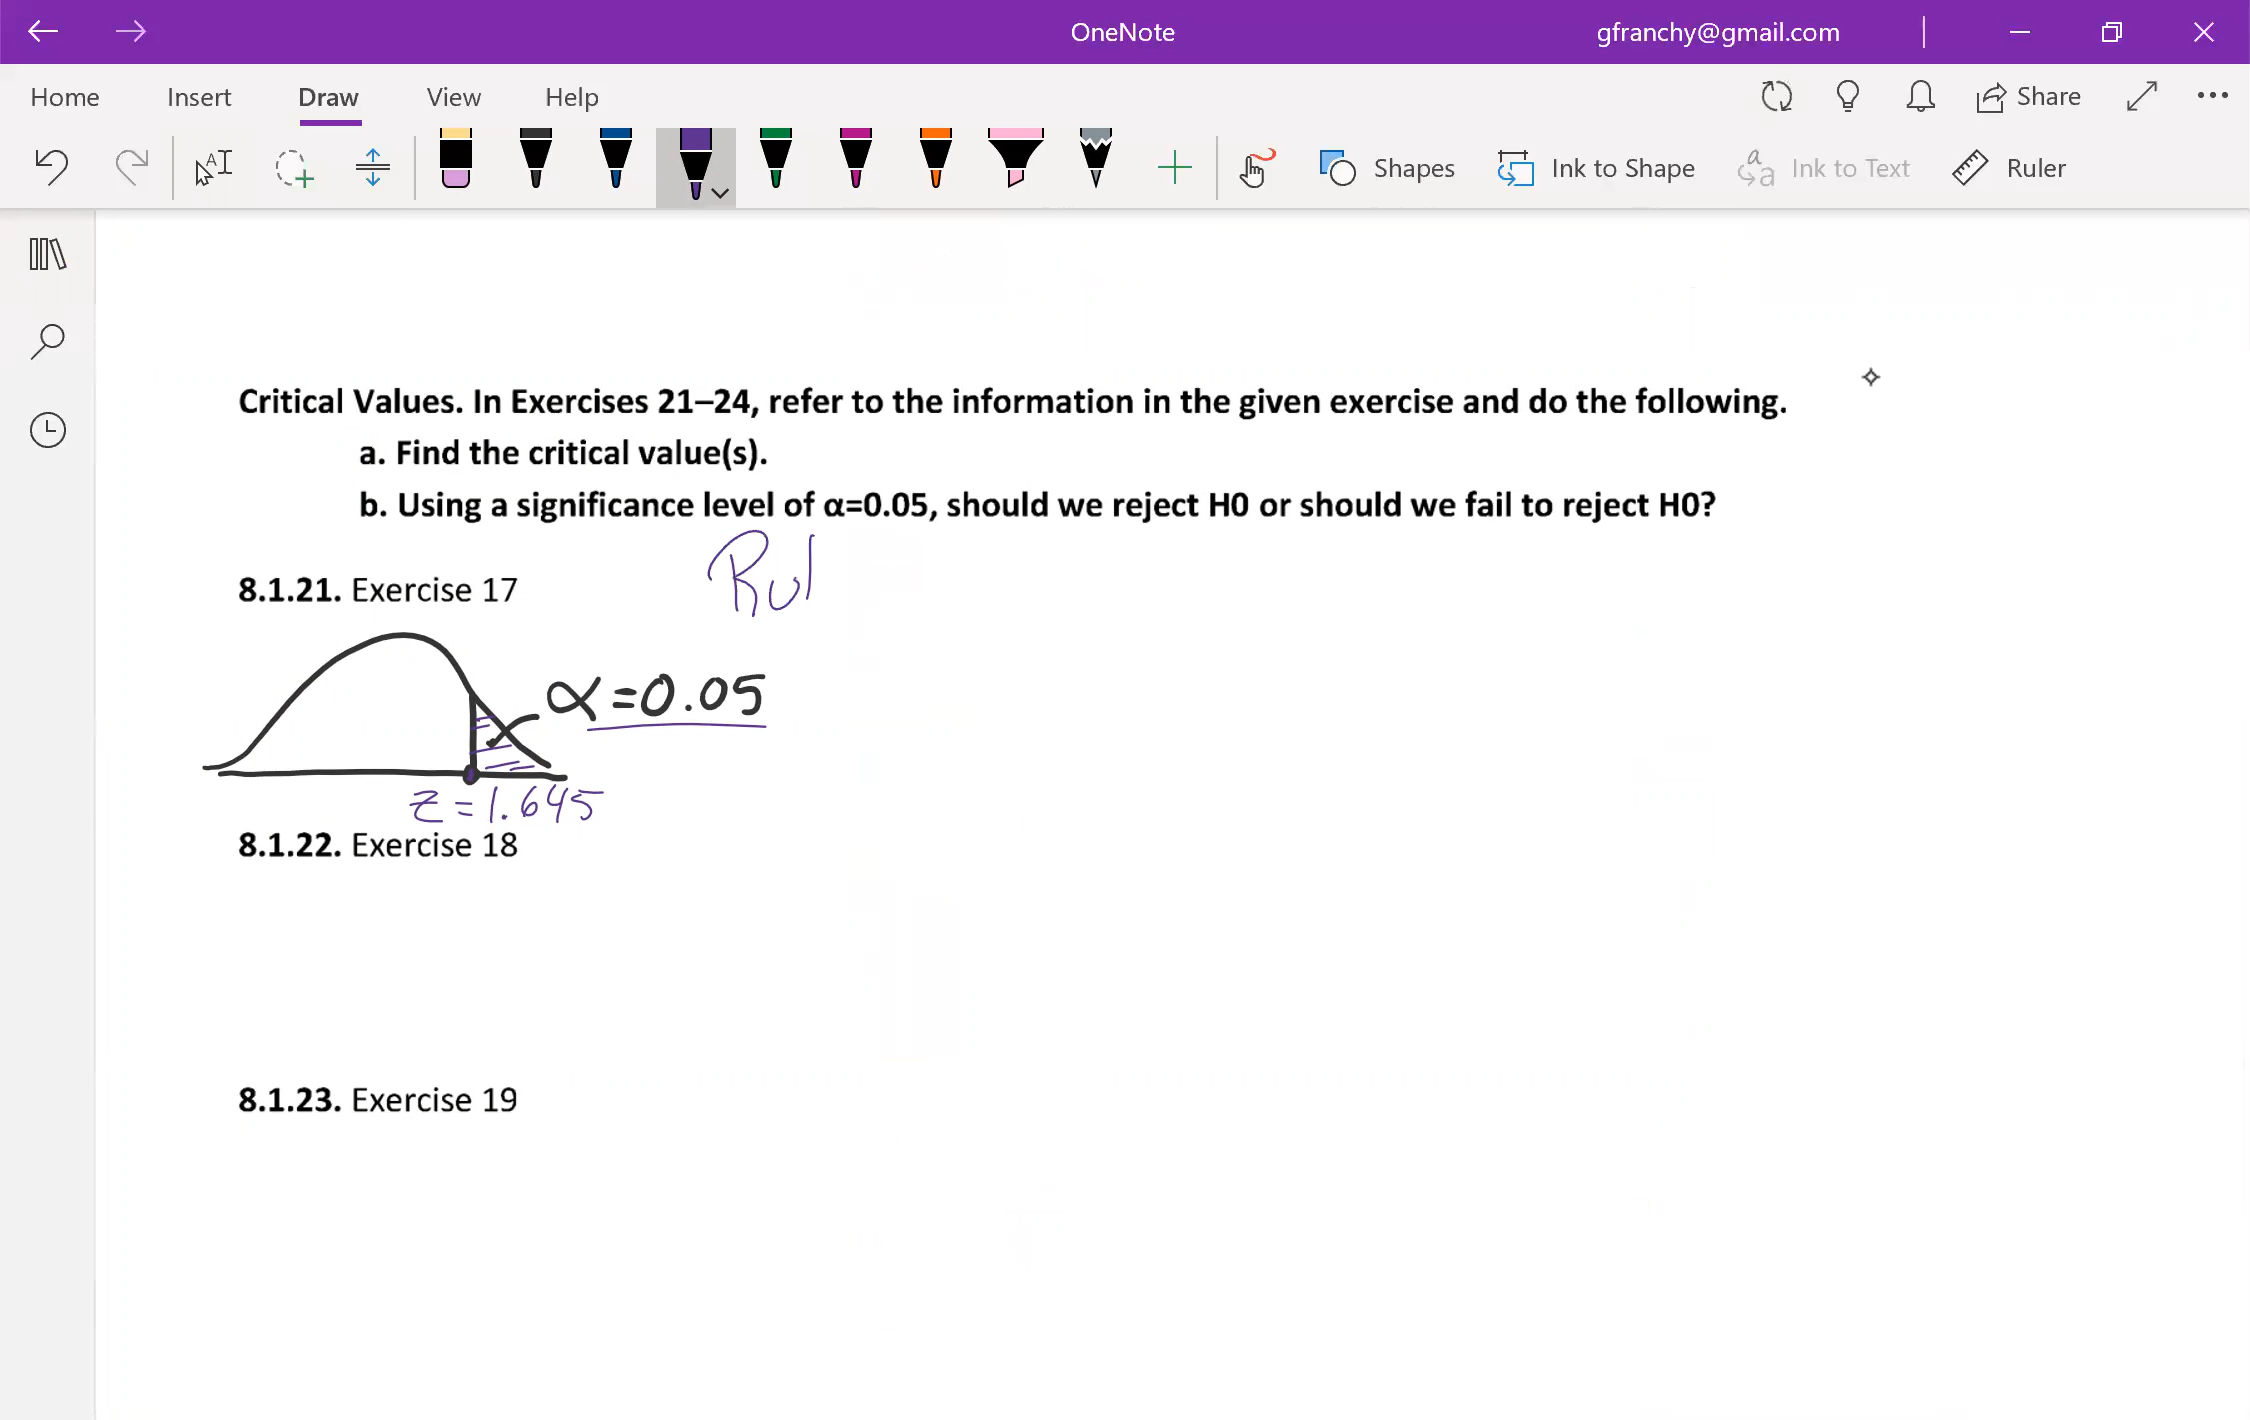 OneNote
gfranchy@gmail.com
Home Insert Draw View Help
Share
Shapes Ink to Shape Ink to Text Ruler
Critical Values. In Exercises 21–24, refer to the information in the given exercise and do the following.
a. Find the critical value(s).
b. Using a significance level of α=0.05, should we reject H0 or should we fail to reject H0?
Rul
8.1.21. Exercise 17
α=0.05
z=1.645
8.1.22. Exercise 18
8.1.23. Exercise 19